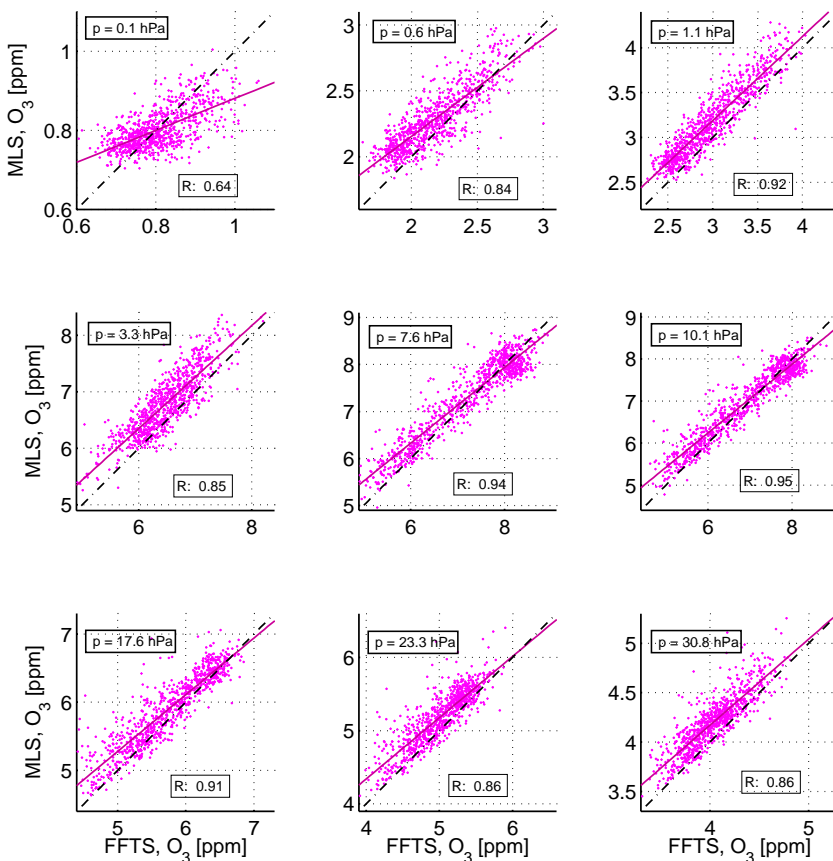 p = 0.1 hPa
MLS, O3 [ppm]
1
0.8
0.6
R: 0.64
0.6 0.8 1
p = 0.6 hPa
3
2.5
2
R: 0.84
2 2.5 3
p = 1.1 hPa
4
3.5
3
2.5
R: 0.92
2.5 3 3.5 4
p = 3.3 hPa
MLS, O3 [ppm]
8
7
6
5
R: 0.85
6 8
p = 7.6 hPa
9
8
7
6
5
R: 0.94
6 8
p = 10.1 hPa
9
8
7
6
5
R: 0.95
6 8
p = 17.6 hPa
MLS, O3 [ppm]
7
6
5
R: 0.91
5 6 7
FFTS, O3 [ppm]
p = 23.3 hPa
6
5
4
R: 0.86
4 5 6
FFTS, O3 [ppm]
p = 30.8 hPa
5
4.5
4
3.5
R: 0.86
4 5
FFTS, O3 [ppm]